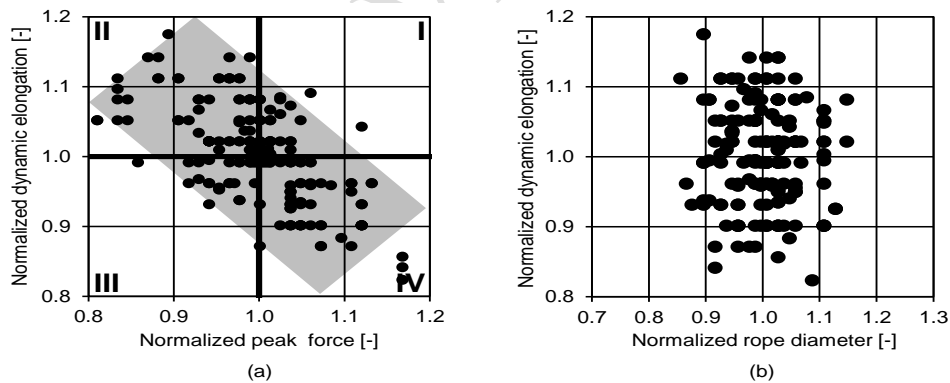 1.2
1.1
1.0
0.9
0.8
Normalized dynamic elongation [-]
II
I
III
IV
0.8
0.9
1.0
1.1
1.2
Normalized peak force [-]
(a)
1.2
1.1
1.0
0.9
0.8
Normalized dynamic elongation [-]
0.7
0.8
0.9
1.0
1.1
1.2
1.3
Normalized rope diameter [-]
(b)